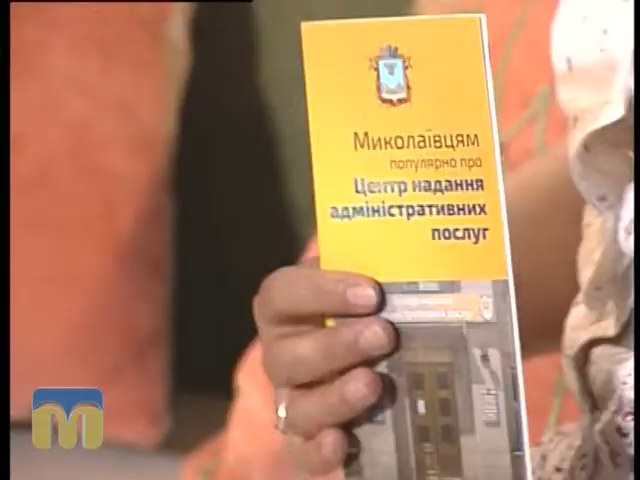 Миколаївцям
популярно про
Центр надання
адміністративних
послуг
М